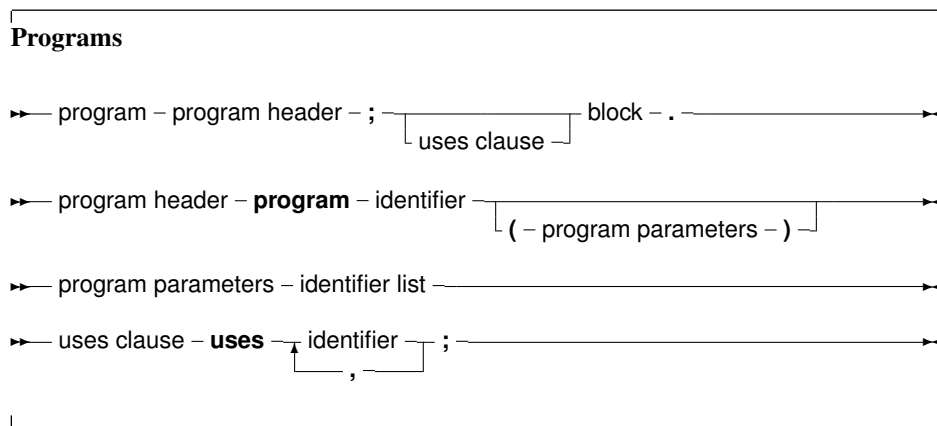 Programs
program – program header – ; – block – .
uses clause
program header – program – identifier
( – program parameters – )
program parameters – identifier list
uses clause – uses – identifier – ;
,